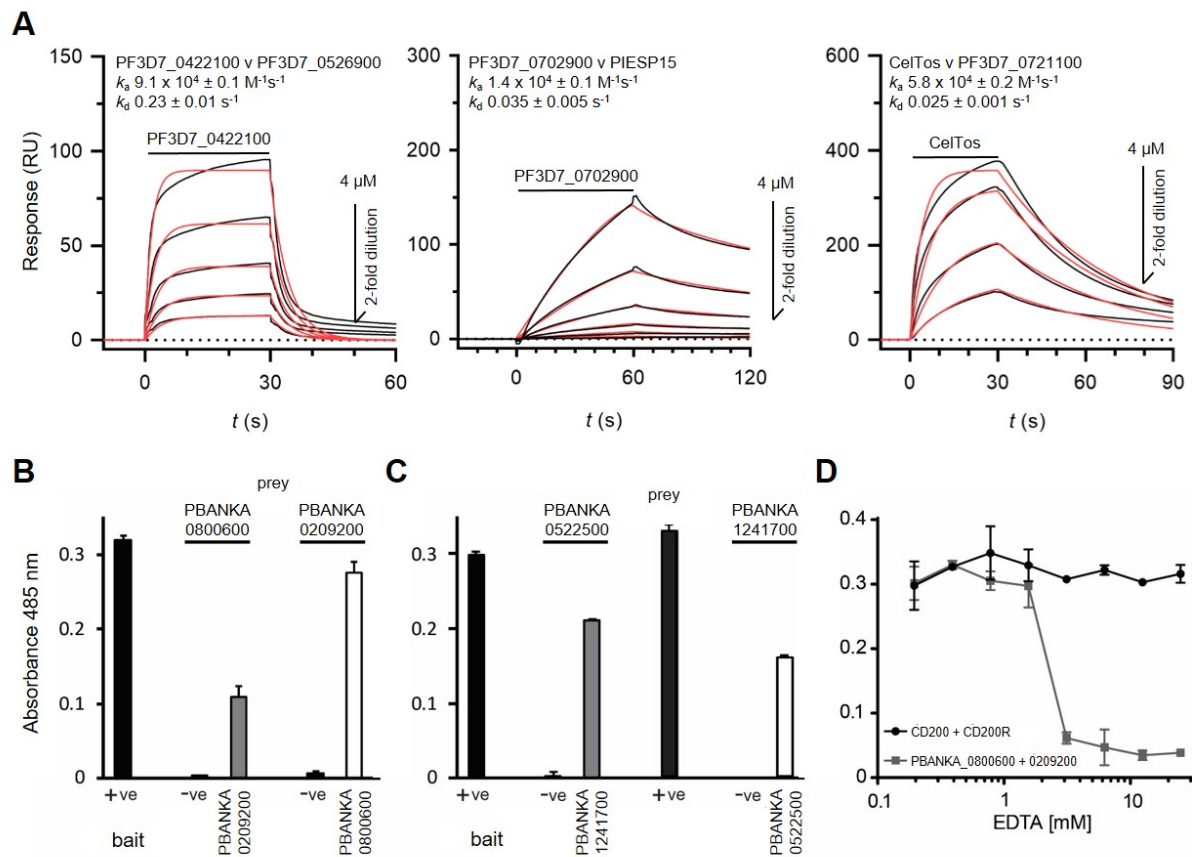 A
PF3D7_0422100 v PF3D7_0526900
kₐ 9.1 x 10⁴ ± 0.1 M⁻¹s⁻¹
k_d 0.23 ± 0.01 s⁻¹
PF3D7_0422100
4 µM
2-fold dilution
Response (RU)
150
100
50
0
0 30 60
t (s)
PF3D7_0702900 v PIESP15
kₐ 1.4 x 10⁴ ± 0.1 M⁻¹s⁻¹
k_d 0.035 ± 0.005 s⁻¹
PF3D7_0702900
4 µM
2-fold dilution
300
200
100
0
0 60 120
t (s)
CelTos v PF3D7_0721100
kₐ 5.8 x 10⁴ ± 0.2 M⁻¹s⁻¹
k_d 0.025 ± 0.001 s⁻¹
CelTos
4 µM
2-fold dilution
600
400
200
0
0 30 60 90
t (s)
B
prey
PBANKA
0800600
PBANKA
0209200
Absorbance 485 nm
0.3
0.2
0.1
0
+ve
−ve
PBANKA
0209200
−ve
PBANKA
0800600
bait
C
prey
PBANKA
0522500
PBANKA
1241700
0.3
0.2
0.1
0
+ve
−ve
PBANKA
1241700
+ve
−ve
PBANKA
0522500
bait
D
0.4
0.3
0.2
0.1
0
CD200 + CD200R
PBANKA_0800600 + 0209200
0.1 1 10
EDTA [mM]